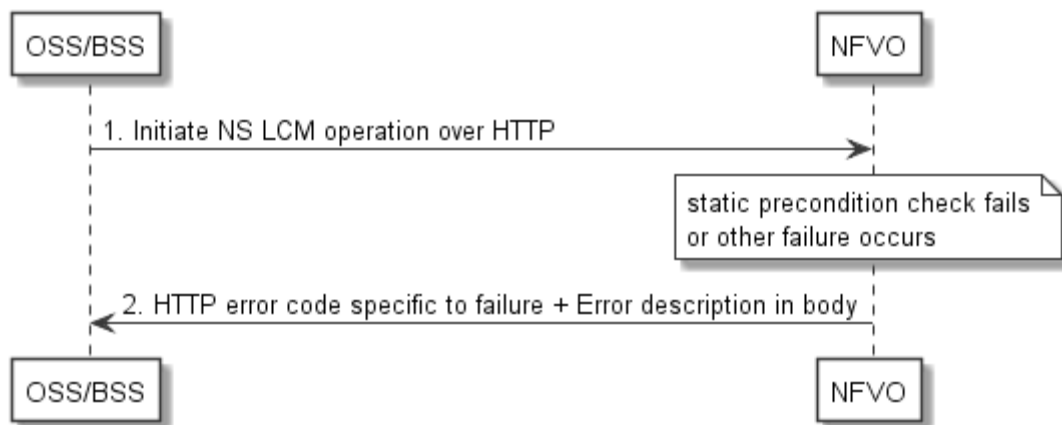 OSS/BSS
NFVO
1. Initiate NS LCM operation over HTTP
static precondition check fails
or other failure occurs
2. HTTP error code specific to failure + Error description in body
OSS/BSS
NFVO